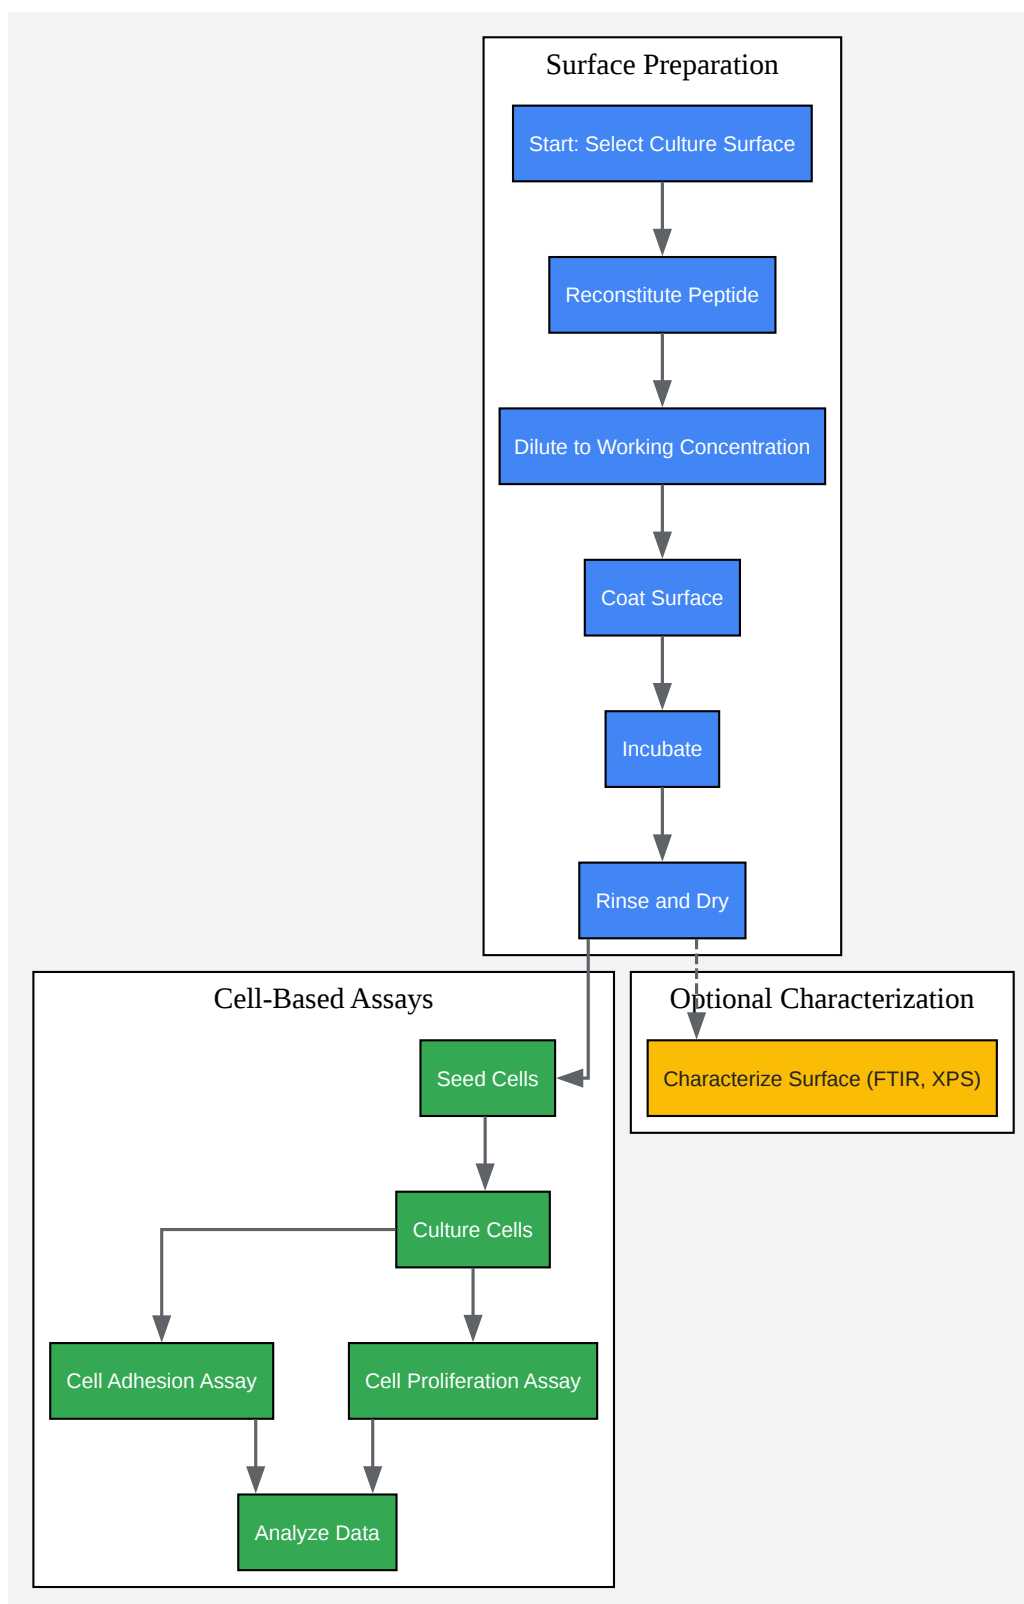 Surface Preparation
Start: Select Culture Surface
Reconstitute Peptide
Dilute to Working Concentration
Coat Surface
Incubate
Rinse and Dry
Cell-Based Assays
Optional Characterization
Seed Cells
Characterize Surface (FTIR, XPS)
Culture Cells
Cell Adhesion Assay
Cell Proliferation Assay
Analyze Data